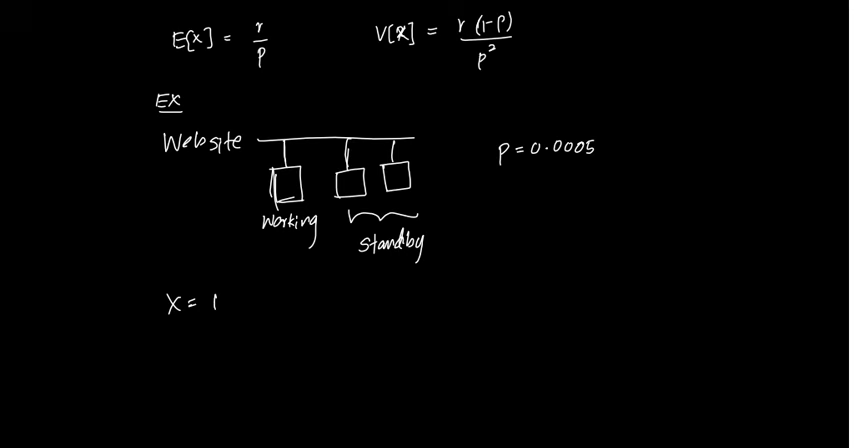 E[X] = r/p V[X] = r(1-p)/p²
EX
Website p = 0.0005
Working
Standby
X = 1